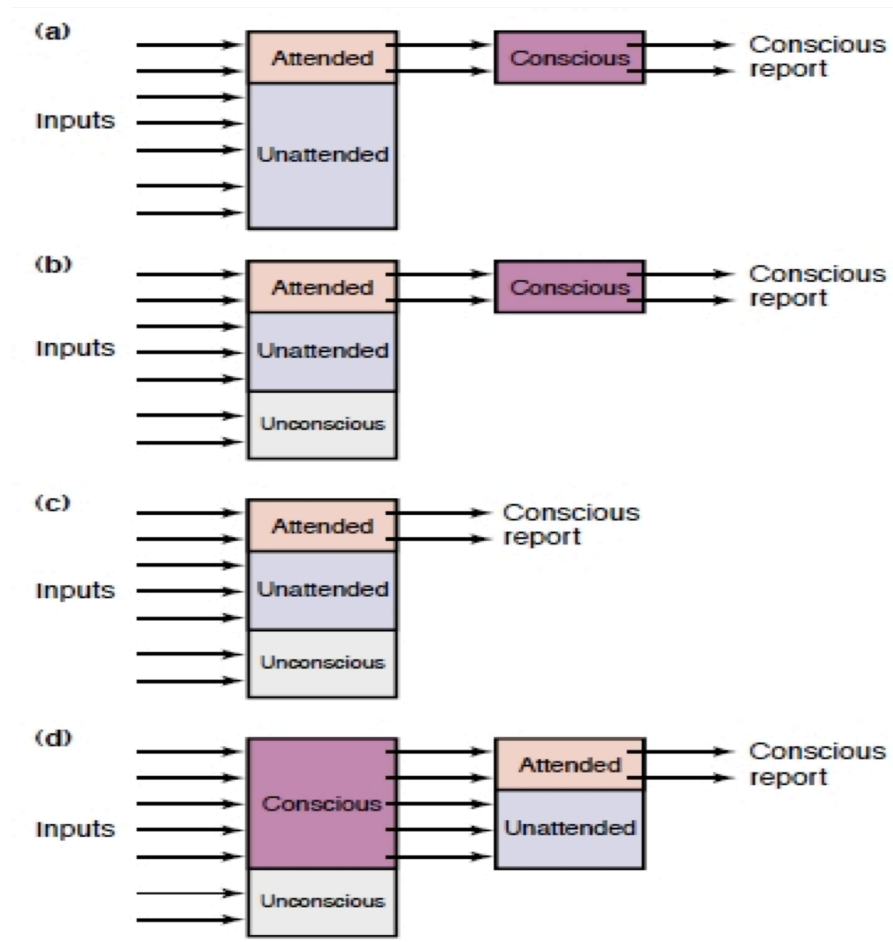 (a)
Attended
Conscious
Conscious
report
Inputs
Unattended
(b)
Attended
Conscious
Conscious
report
Inputs
Unattended
Unconscious
(c)
Attended
Conscious
report
Inputs
Unattended
Unconscious
(d)
Conscious
Attended
Conscious
report
Inputs
Unattended
Unconscious